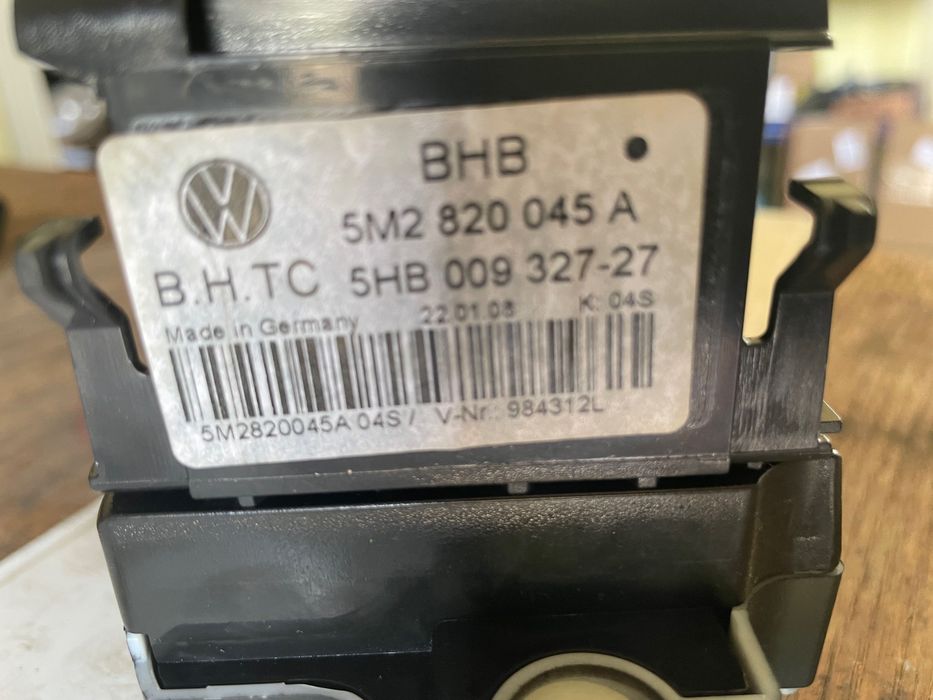 BHB
5M2 820 045 A
B.H.TC 5HB 009 327-27
Made in Germany 22.01.08 K: 04S
5M2820045A 04S / V-Nr.: 984312L